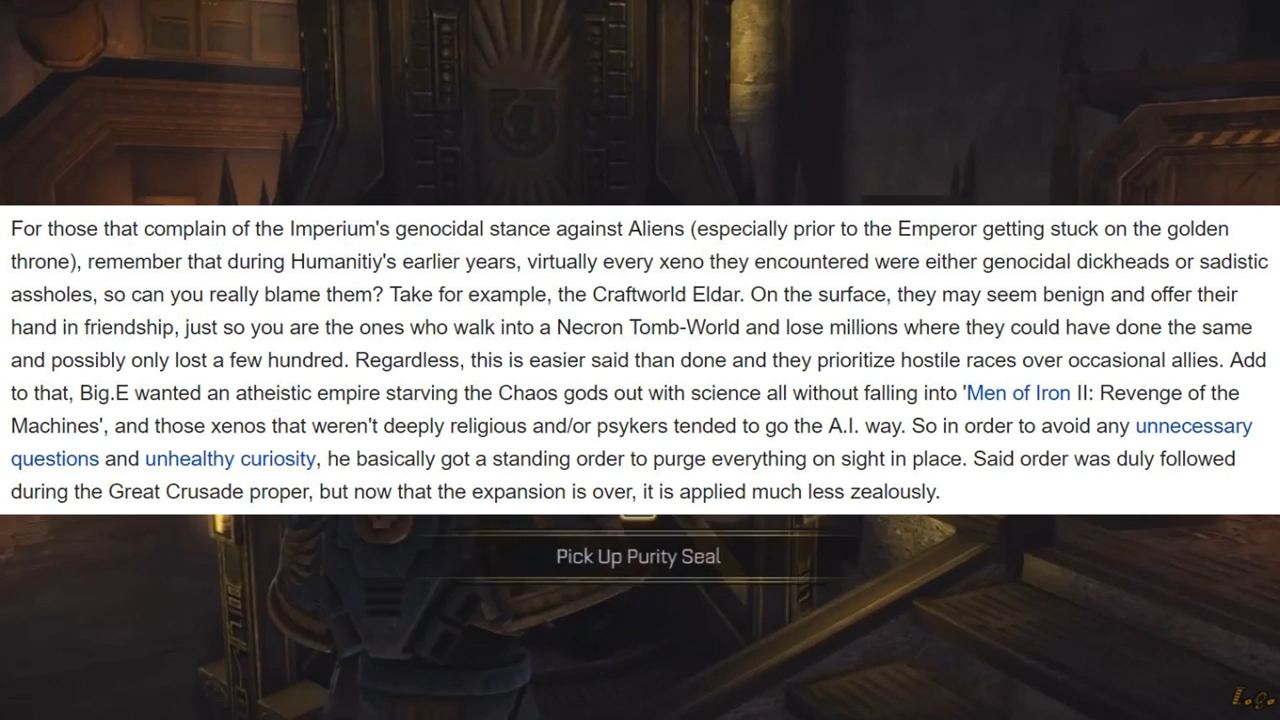 For those that complain of the Imperium's genocidal stance against Aliens (especially prior to the Emperor getting stuck on the golden
throne), remember that during Humanitiy's earlier years, virtually every xeno they encountered were either genocidal dickheads or sadistic
assholes, so can you really blame them? Take for example, the Craftworld Eldar. On the surface, they may seem benign and offer their
hand in friendship, just so you are the ones who walk into a Necron Tomb-World and lose millions where they could have done the same
and possibly only lost a few hundred. Regardless, this is easier said than done and they prioritize hostile races over occasional allies. Add
to that, Big.E wanted an atheistic empire starving the Chaos gods out with science all without falling into 'Men of Iron II: Revenge of the
Machines', and those xenos that weren't deeply religious and/or psykers tended to go the A.I. way. So in order to avoid any unnecessary
questions and unhealthy curiosity, he basically got a standing order to purge everything on sight in place. Said order was duly followed
during the Great Crusade proper, but now that the expansion is over, it is applied much less zealously.
Pick Up Purity Seal